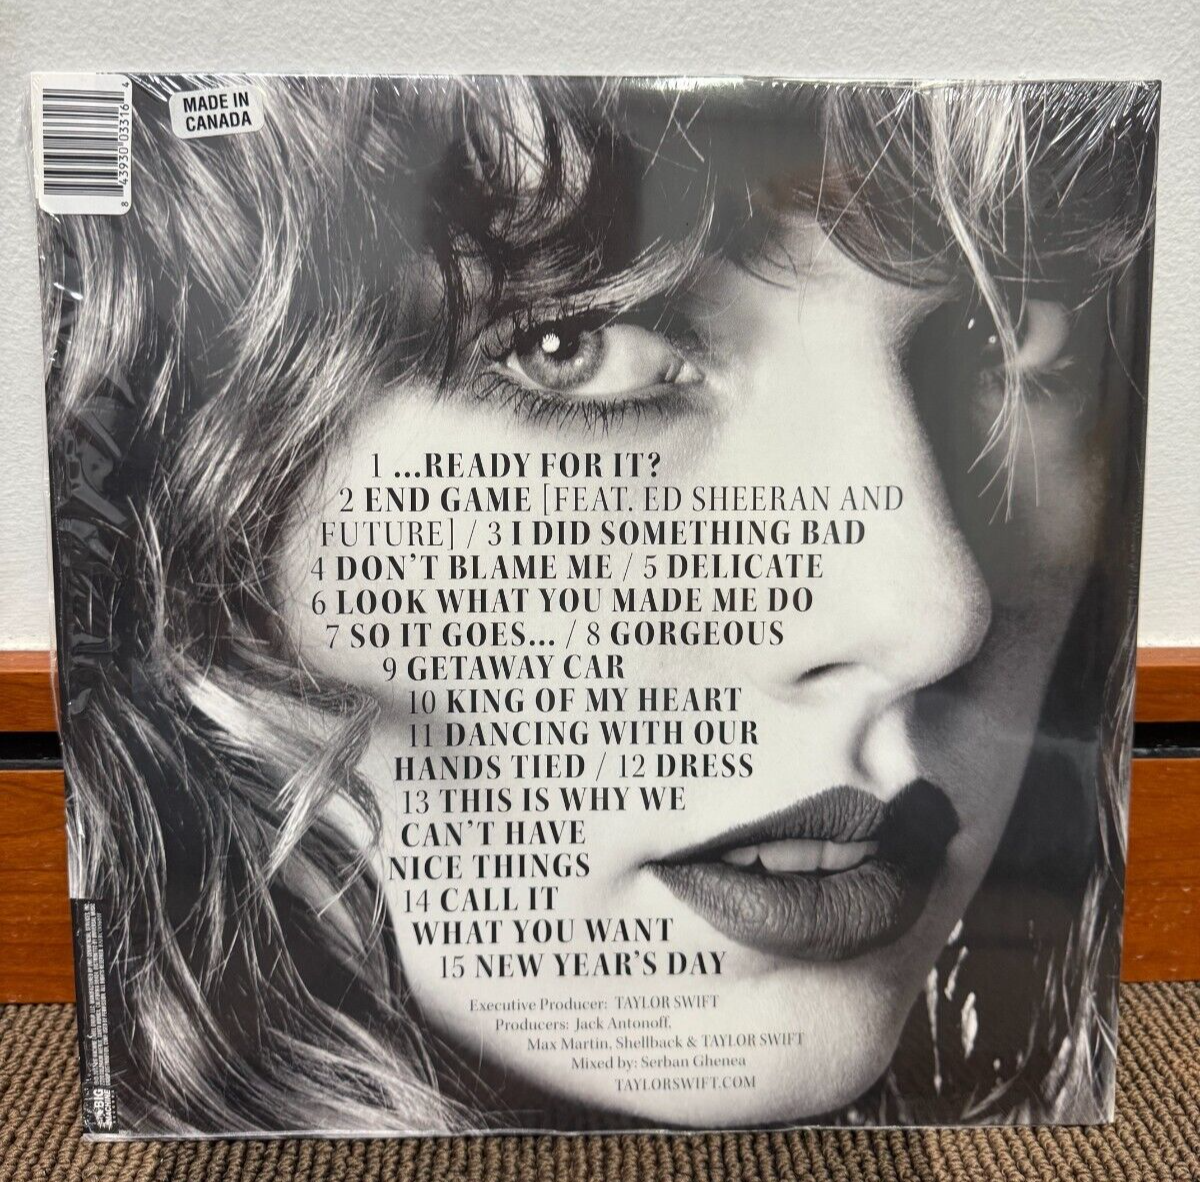 8 43930 03316 4
MADE IN
CANADA
1 ...READY FOR IT?
2 END GAME [FEAT. ED SHEERAN AND
FUTURE] / 3 I DID SOMETHING BAD
4 DON'T BLAME ME / 5 DELICATE
6 LOOK WHAT YOU MADE ME DO
7 SO IT GOES... / 8 GORGEOUS
9 GETAWAY CAR
10 KING OF MY HEART
11 DANCING WITH OUR
HANDS TIED / 12 DRESS
13 THIS IS WHY WE
CAN'T HAVE
NICE THINGS
14 CALL IT
WHAT YOU WANT
15 NEW YEAR'S DAY
Executive Producer: TAYLOR SWIFT
Producers: Jack Antonoff,
Max Martin, Shellback & TAYLOR SWIFT
Mixed by: Serban Ghenea
TAYLORSWIFT.COM
BIG
MACHINE